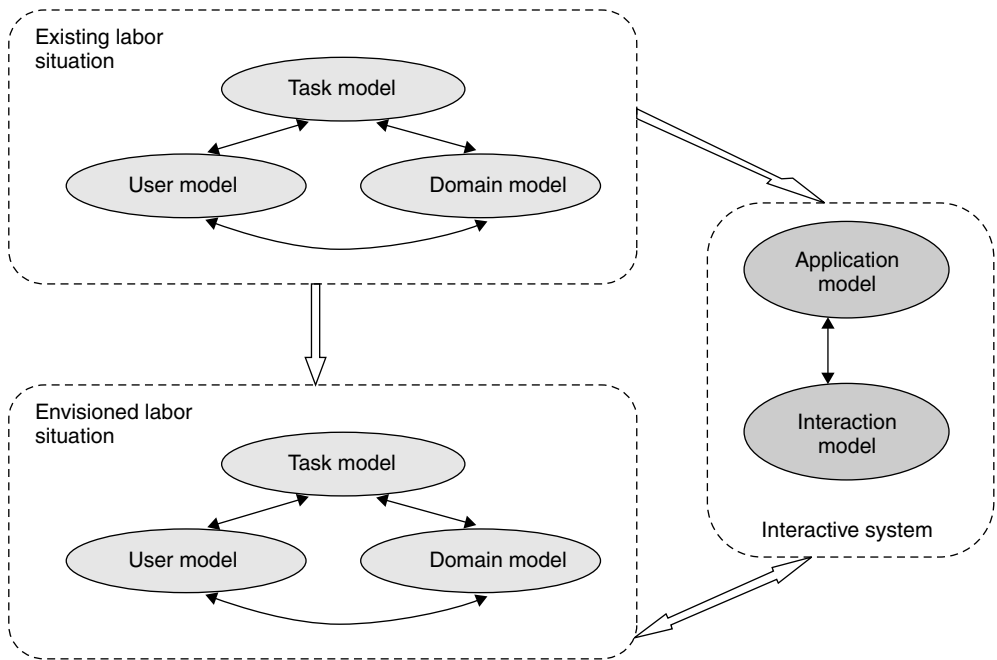 Existing labor
situation
Task model
User model
Domain model
Application
model
Interaction
model
Interactive system
Envisioned labor
situation
Task model
User model
Domain model